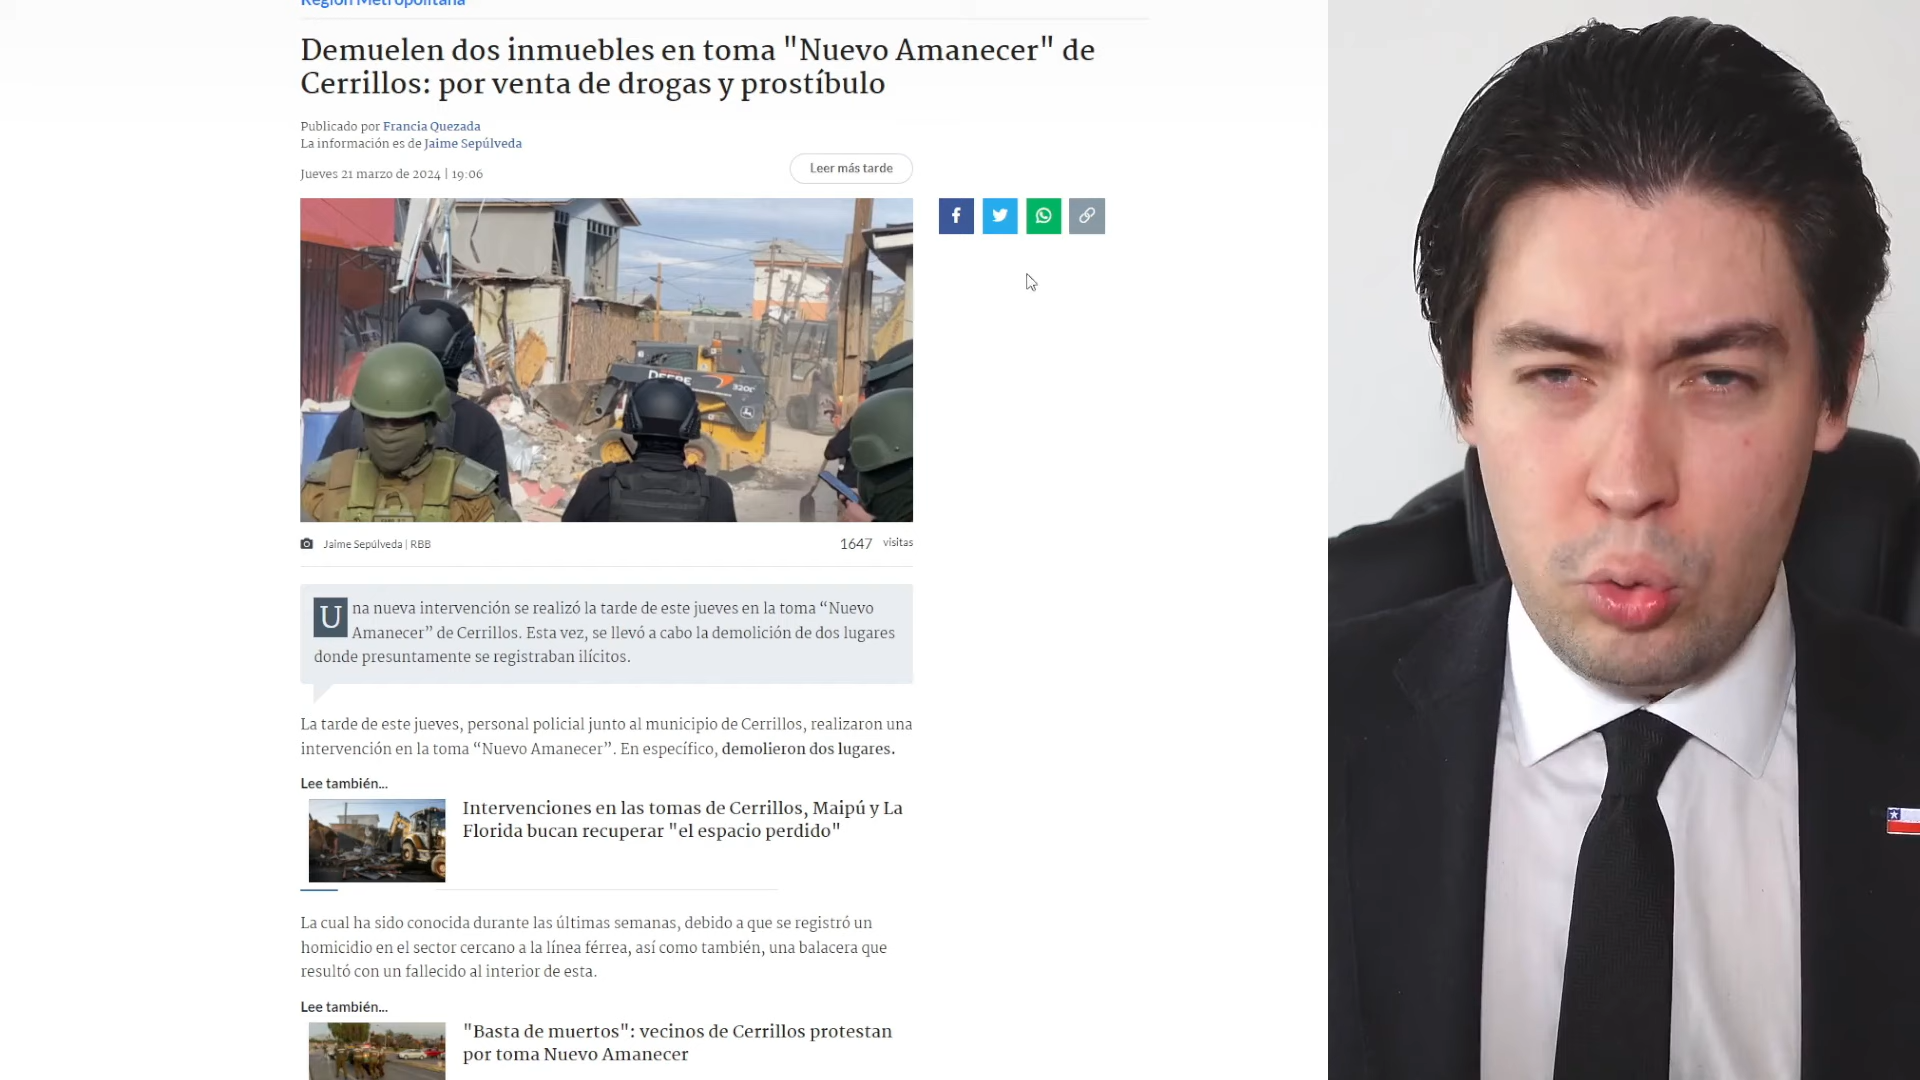 Región Metropolitana
Demuelen dos inmuebles en toma "Nuevo Amanecer" de
Cerrillos: por venta de drogas y prostíbulo
Publicado por Francia Quezada
La información es de Jaime Sepúlveda
Jueves 21 marzo de 2024 | 19:06
Leer más tarde
DEERE
320E
Jaime Sepúlveda | RBB
1647 visitas
Una nueva intervención se realizó la tarde de este jueves en la toma “Nuevo
Amanecer” de Cerrillos. Esta vez, se llevó a cabo la demolición de dos lugares
donde presuntamente se registraban ilícitos.
La tarde de este jueves, personal policial junto al municipio de Cerrillos, realizaron una
intervención en la toma “Nuevo Amanecer”. En específico, demolieron dos lugares.
Lee también...
Intervenciones en las tomas de Cerrillos, Maipú y La
Florida bucan recuperar "el espacio perdido"
La cual ha sido conocida durante las últimas semanas, debido a que se registró un
homicidio en el sector cercano a la línea férrea, así como también, una balacera que
resultó con un fallecido al interior de esta.
Lee también...
"Basta de muertos": vecinos de Cerrillos protestan
por toma Nuevo Amanecer